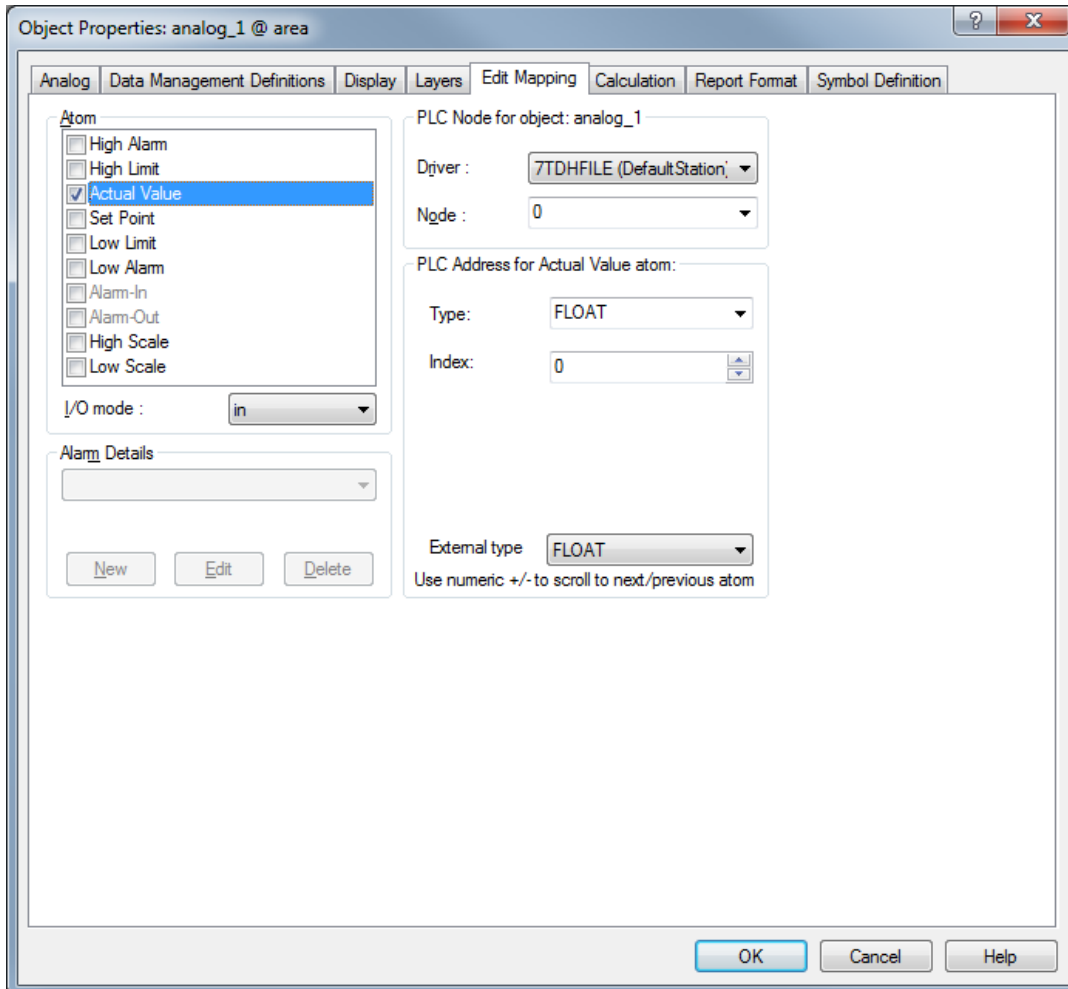 Object Properties: analog_1 @ area
Analog Data Management Definitions Display Layers Edit Mapping Calculation Report Format Symbol Definition
Atom
High Alarm
High Limit
Actual Value
Set Point
Low Limit
Low Alarm
Alarm-In
Alarm-Out
High Scale
Low Scale
I/O mode : in
Alarm Details
New Edit Delete
PLC Node for object: analog_1
Driver : 7TDHFILE (DefaultStation)
Node : 0
PLC Address for Actual Value atom:
Type: FLOAT
Index: 0
External type FLOAT
Use numeric +/- to scroll to next/previous atom
OK Cancel Help